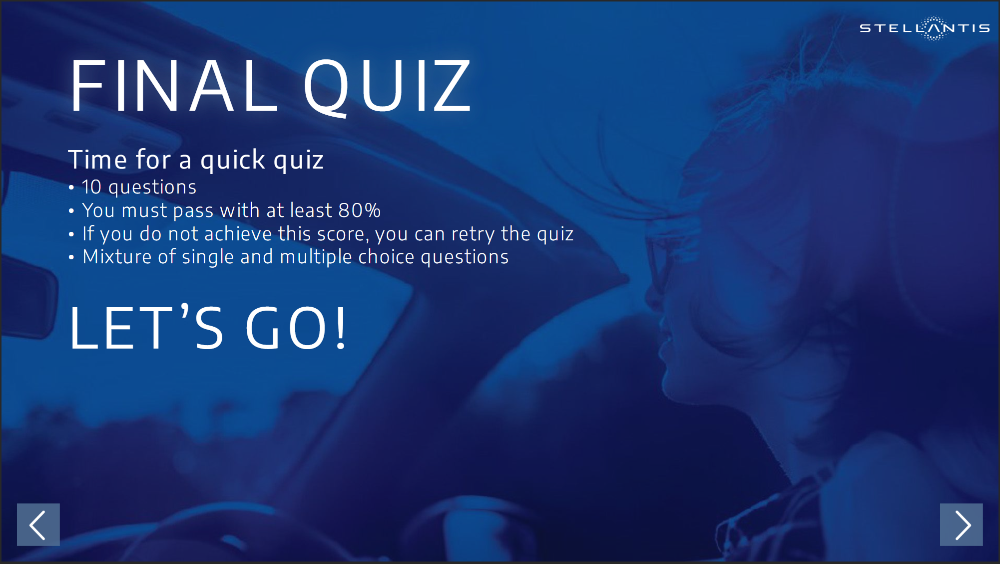 STELLANTIS
FINAL QUIZ
Time for a quick quiz
• 10 questions
• You must pass with at least 80%
• If you do not achieve this score, you can retry the quiz
• Mixture of single and multiple choice questions
LET’S GO!